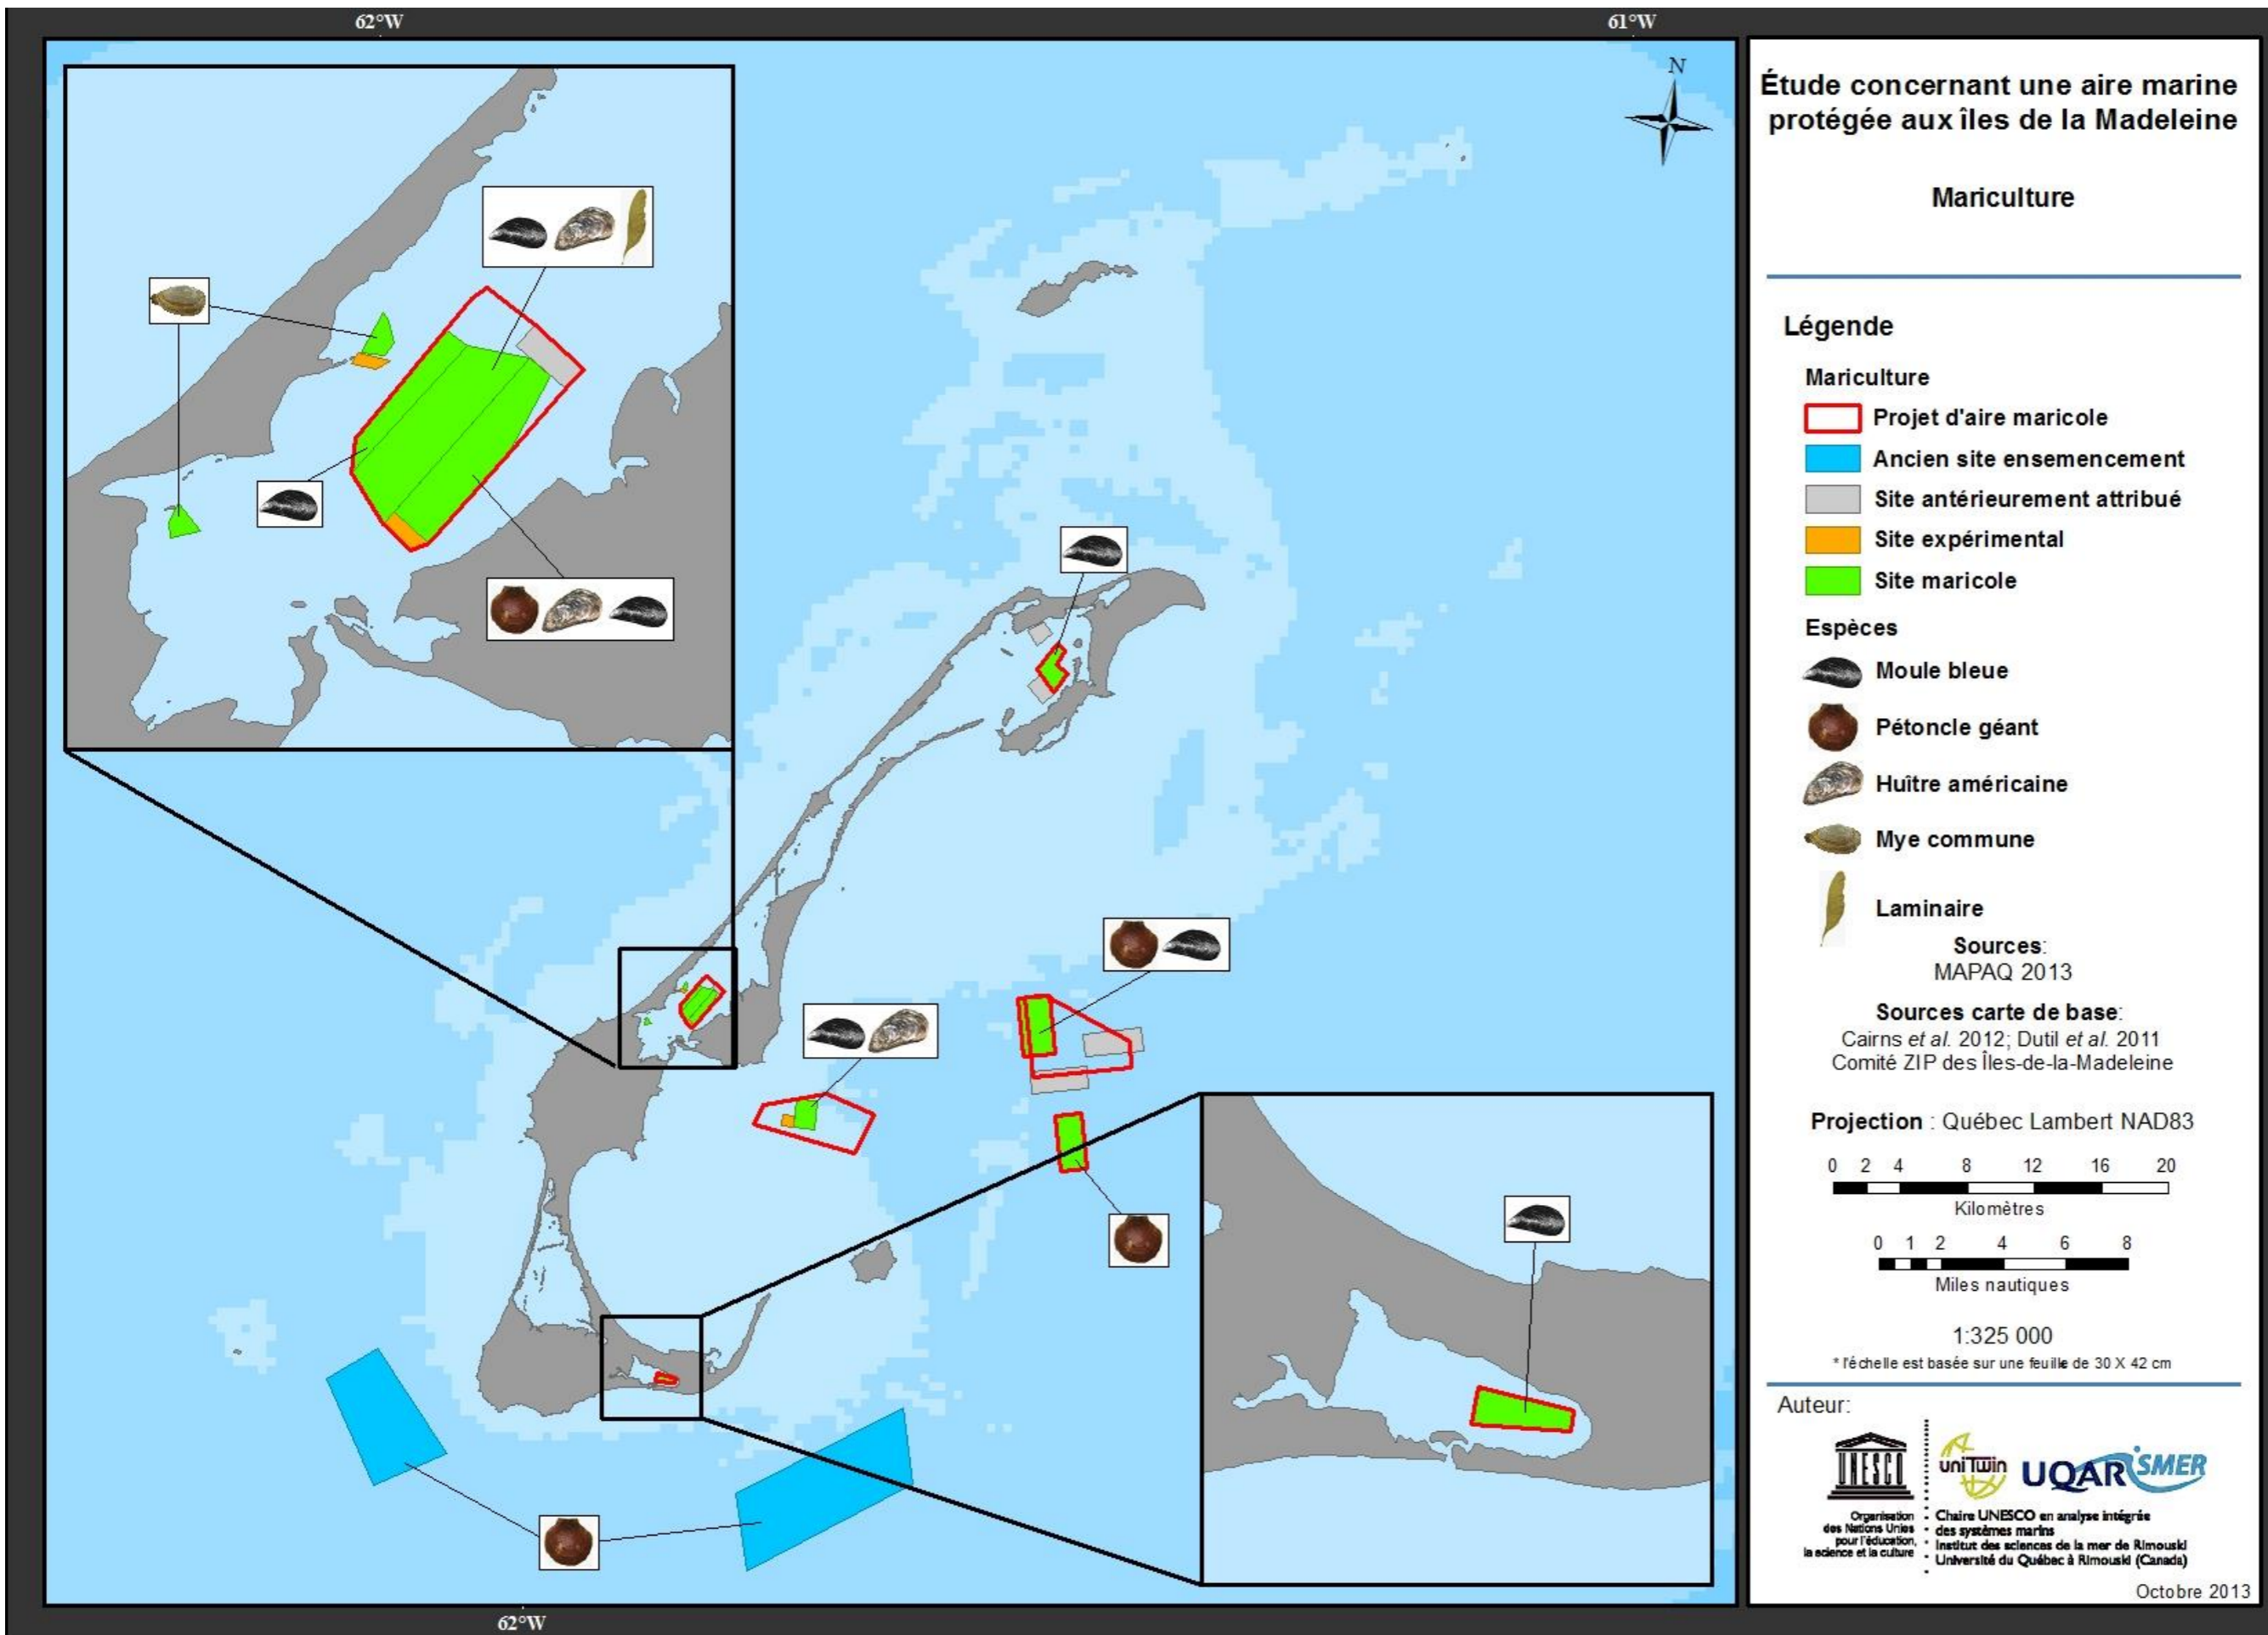 62°W
61°W
N
Étude concernant une aire marine
protégée aux îles de la Madeleine
Mariculture
Légende
Mariculture
Projet d'aire maricole
Ancien site ensemencement
Site antérieurement attribué
Site expérimental
Site maricole
Espèces
Moule bleue
Pétoncle géant
Huître américaine
Mye commune
Laminaire
Sources:
MAPAQ 2013
Sources carte de base:
Cairns et al. 2012; Dutil et al. 2011
Comité ZIP des Îles-de-la-Madeleine
Projection : Québec Lambert NAD83
0 2 4 8 12 16 20
Kilomètres
0 1 2 4 6 8
Miles nautiques
1:325 000
* l'échelle est basée sur une feuille de 30 X 42 cm
Auteur:
UNESCO
uniTwin
UQAR
iSMER
Organisation
des Nations Unies
pour l'éducation,
la science et la culture
Chaire UNESCO en analyse intégrée
des systèmes marins
Institut des sciences de la mer de Rimouski
Université du Québec à Rimouski (Canada)
Octobre 2013
62°W